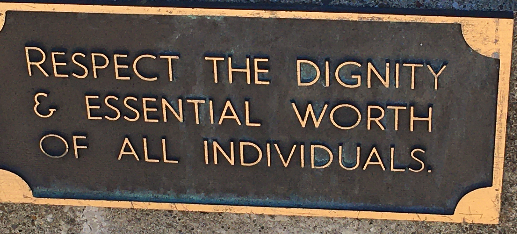 RESPECT THE DIGNITY
& ESSENTIAL WORTH
OF ALL INDIVIDUALS.